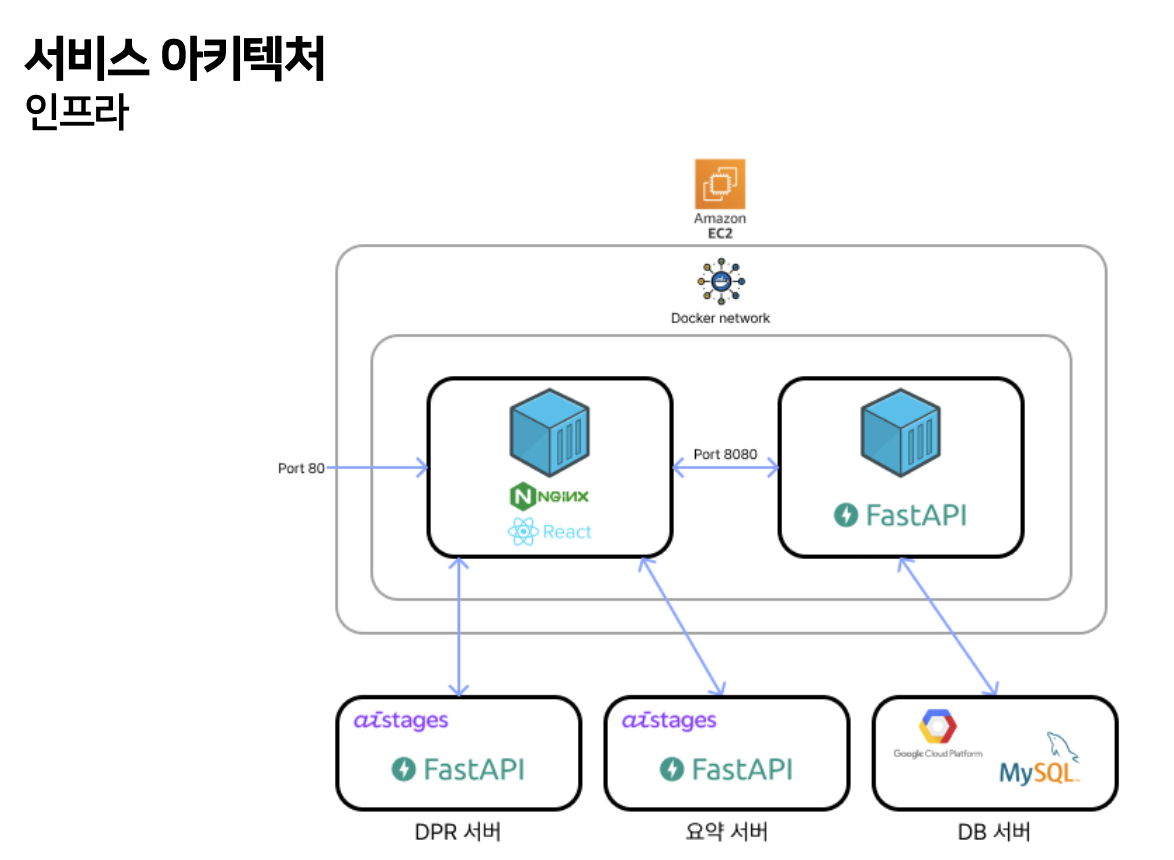 서비스 아키텍처
인프라
Amazon
EC2
Docker network
Port 80
NGINX
React
Port 8080
FastAPI
aistages
FastAPI
DPR 서버
aistages
FastAPI
요약 서버
Google Cloud Platform
MySQL
DB 서버